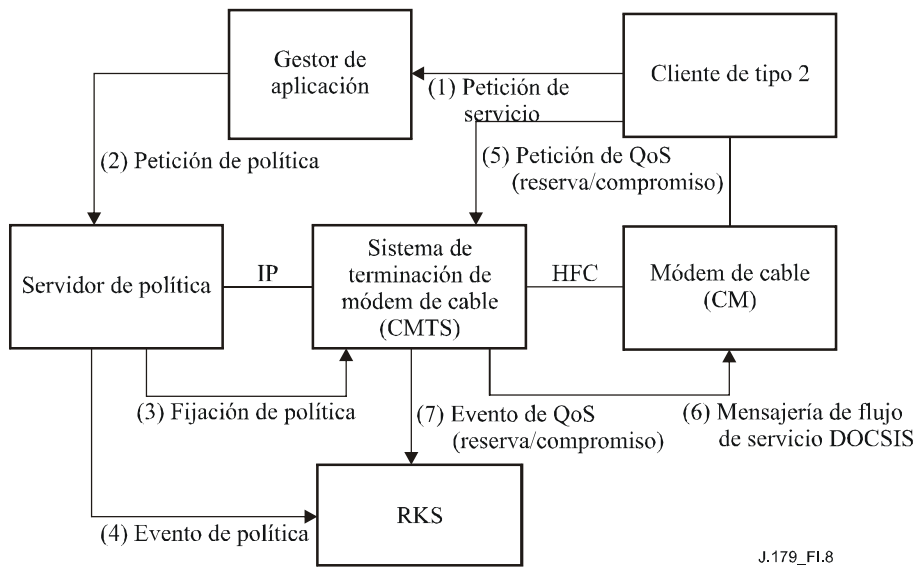 Gestor de
aplicación
Cliente de tipo 2
(1) Petición de
servicio
(2) Petición de política
(5) Petición de QoS
(reserva/compromiso)
Servidor de política
IP
Sistema de
terminación de
módem de cable
(CMTS)
HFC
Módem de cable
(CM)
(3) Fijación de política
(7) Evento de QoS
(reserva/compromiso)
(6) Mensajería de flujo
de servicio DOCSIS
(4) Evento de política
RKS
J.179_FI.8